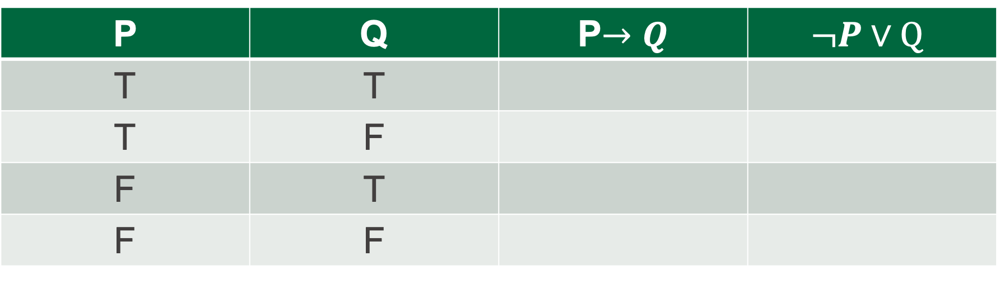 P Q P→ Q ¬P ∨ Q
T T
T F
F T
F F